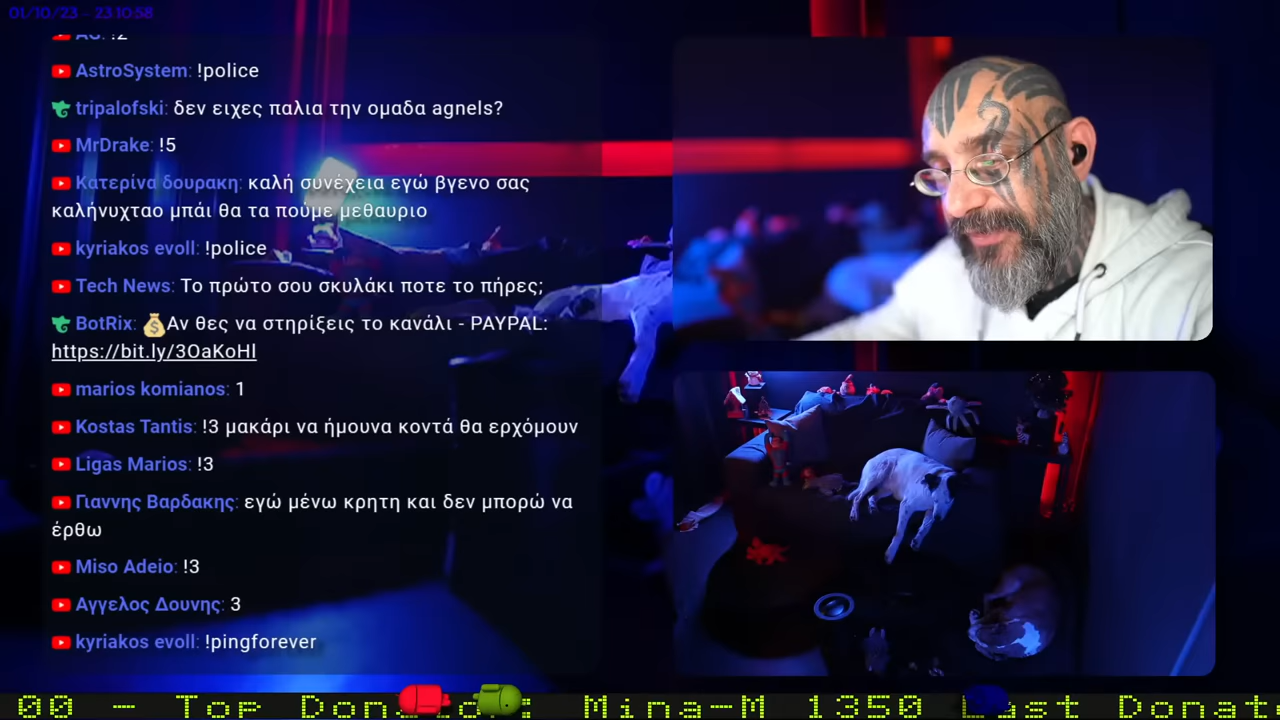 01/10/23 - 23:10:58
AstroSystem: !police
tripalofski: δεν ειχες παλια την ομαδα agnels?
MrDrake: !5
Κατερίνα δουρακη: καλή συνέχεια εγώ βγενο σας
καλήνυχταο μπάι θα τα πούμε μεθαυριο
kyriakos evoll: !police
Tech News: Το πρώτο σου σκυλάκι ποτε το πήρες;
BotRix: 💰Αν θες να στηρίξεις το κανάλι - PAYPAL:
https://bit.ly/3OaKoHl
marios komianos: 1
Kostas Tantis: !3 μακάρι να ήμουνα κοντά θα ερχόμουν
Ligas Marios: !3
Γιαννης Βαρδακης: εγώ μένω κρητη και δεν μπορώ να
έρθω
Miso Adeio: !3
Αγγελος Δουνης: 3
kyriakos evoll: !pingforever
00 - Top Donator: Mina-M 1350 Last Donat